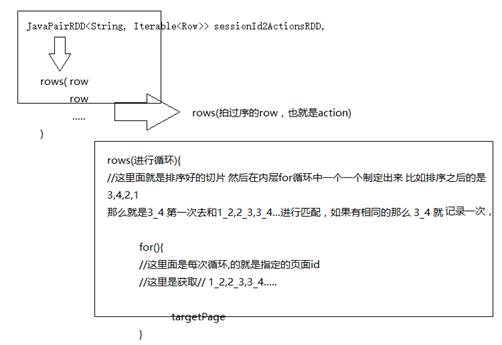 JavaPairRDD<String, Iterable<Row>> sessionId2ActionsRDD,
rows( row
row
.....
)
rows(拍过序的row，也就是action)
rows(进行循环){
//这里面就是排序好的切片 然后在内层for循环中一个一个制定出来 比如排序之后的是
3,4,2,1
那么就是3_4 第一次去和1_2,2_3,3_4...进行匹配，如果有相同的那么 3_4 就 记录一次，
for(){
//这里面是每次循环,的就是指定的页面id
//这里是获取// 1_2,2_3,3_4.....
targetPage
}